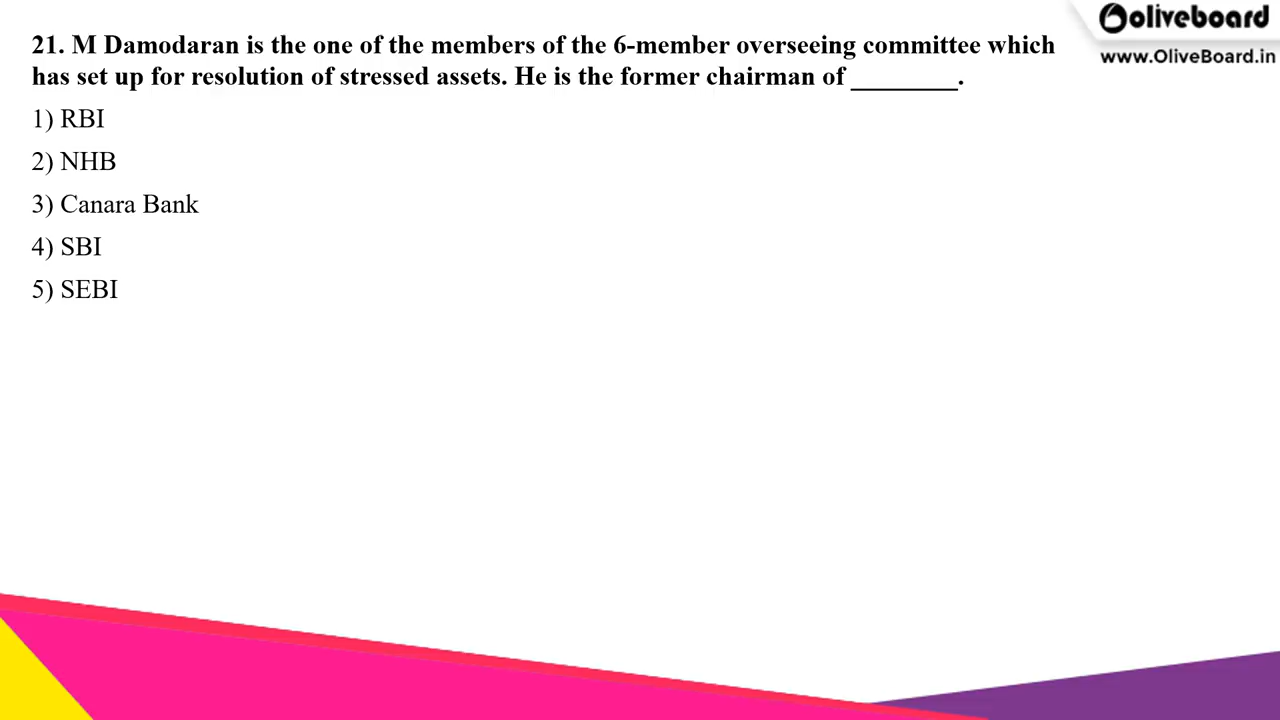 oliveboard
www.OliveBoard.in
21. M Damodaran is the one of the members of the 6-member overseeing committee which
has set up for resolution of stressed assets. He is the former chairman of ________.
1) RBI
2) NHB
3) Canara Bank
4) SBI
5) SEBI